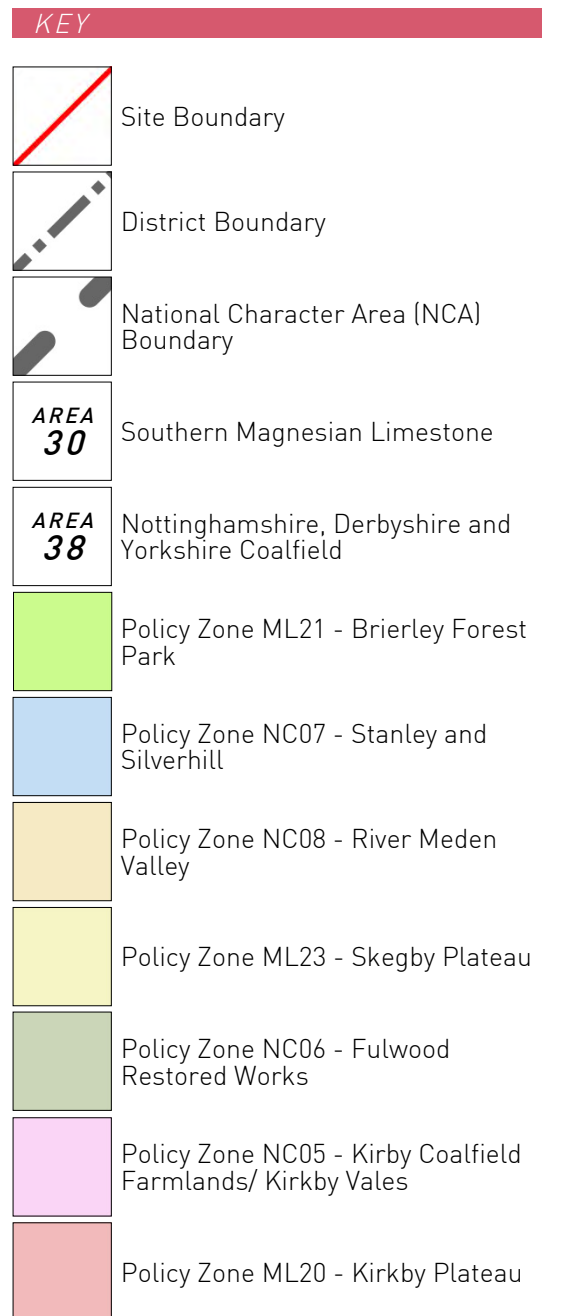 KEY
Site Boundary
District Boundary
National Character Area (NCA)
Boundary
AREA
30
Southern Magnesian Limestone
AREA
38
Nottinghamshire, Derbyshire and
Yorkshire Coalfield
Policy Zone ML21 - Brierley Forest
Park
Policy Zone NC07 - Stanley and
Silverhill
Policy Zone NC08 - River Meden
Valley
Policy Zone ML23 - Skegby Plateau
Policy Zone NC06 - Fulwood
Restored Works
Policy Zone NC05 - Kirby Coalfield
Farmlands/ Kirkby Vales
Policy Zone ML20 - Kirkby Plateau